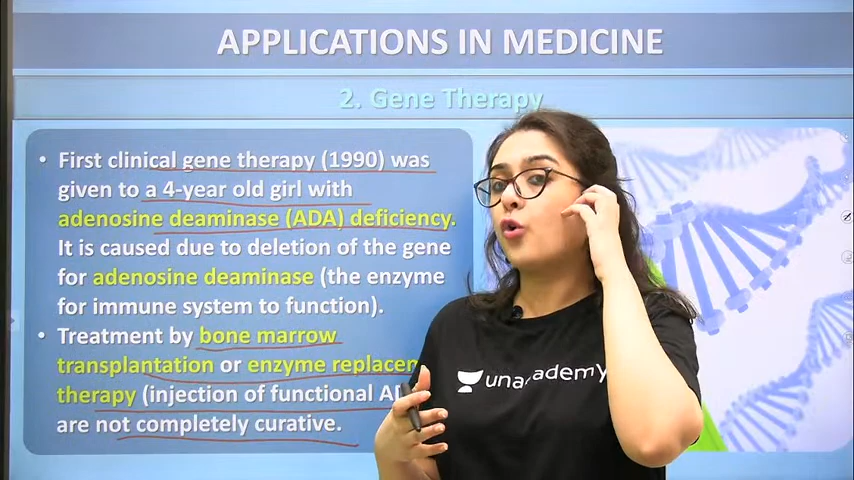 APPLICATIONS IN MEDICINE
2. Gene Therapy
• First clinical gene therapy (1990) was
given to a 4-year old girl with
adenosine deaminase (ADA) deficiency.
It is caused due to deletion of the gene
for adenosine deaminase (the enzyme
for immune system to function).
• Treatment by bone marrow
transplantation or enzyme
therapy (injection of functional
are not completely curative.
unacademy